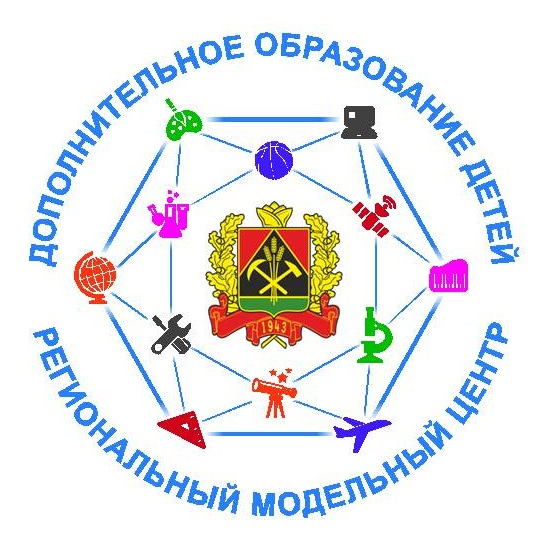 ДОПОЛНИТЕЛЬНОЕ ОБРАЗОВАНИЕ ДЕТЕЙ
1943
РЕГИОНАЛЬНЫЙ МОДЕЛЬНЫЙ ЦЕНТР